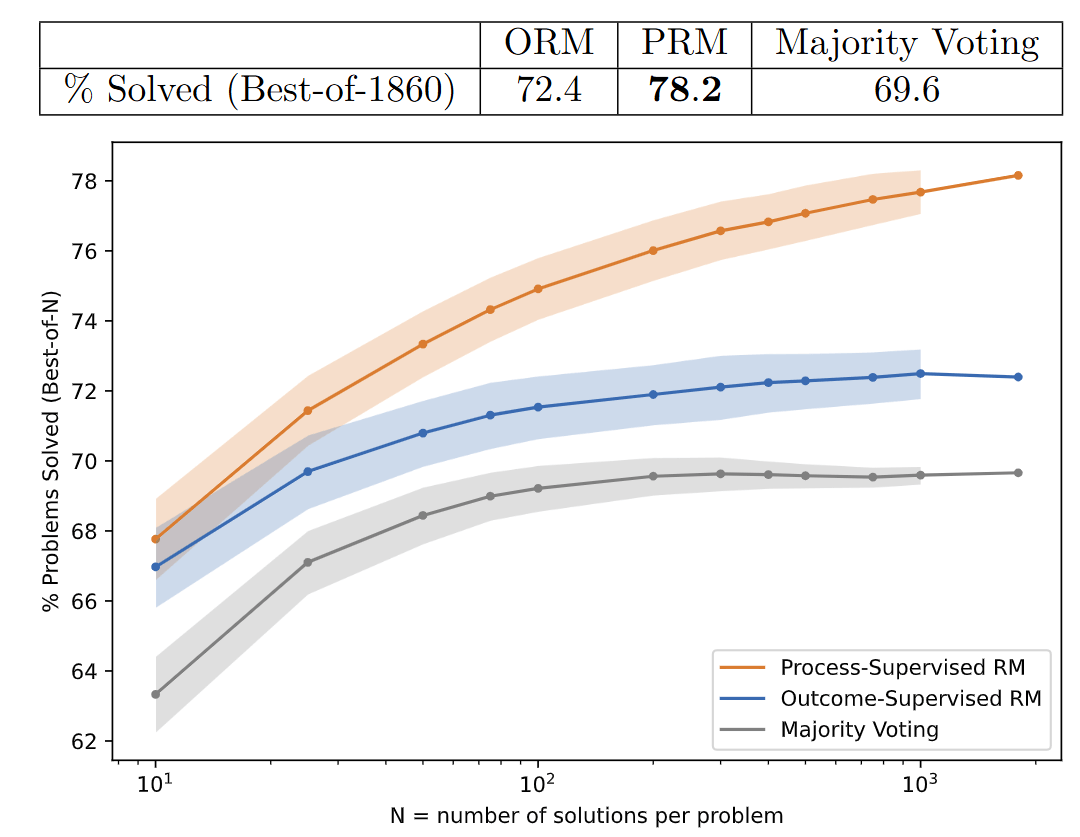 ORM PRM Majority Voting
% Solved (Best-of-1860) 72.4 78.2 69.6
% Problems Solved (Best-of-N)
78
76
74
72
70
68
66
64
62
Process-Supervised RM
Outcome-Supervised RM
Majority Voting
10¹ 10² 10³
N = number of solutions per problem